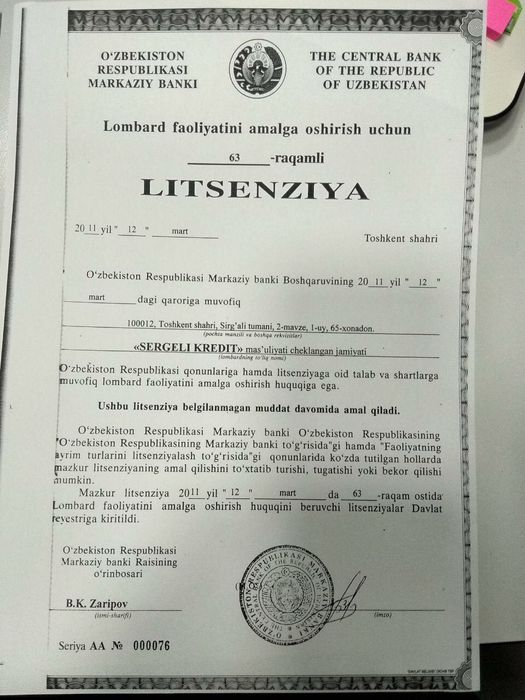 O‘ZBEKISTON
RESPUBLIKASI
MARKAZIY BANKI
THE CENTRAL BANK
OF THE REPUBLIC
OF UZBEKISTAN
Lombard faoliyatini amalga oshirish uchun
63 -raqamli
LITSENZIYA
20 11 yil " 12 " mart
Toshkent shahri
O‘zbekiston Respublikasi Markaziy banki Boshqaruvining 20 11 yil " 12 "
mart dagi qaroriga muvofiq
100012, Toshkent shahri, Sirg’ali tumani, 2-mavze, 1-uy, 65-xonadon.
(pochta manzili va boshqa rekvizitlar)
«SERGELI KREDIT» mas’uliyati cheklangan jamiyati
(lombardning to‘liq nomi)
O‘zbekiston Respublikasi qonunlariga hamda litsenziyaga oid talab va shartlarga
muvofiq lombard faoliyatini amalga oshirish huquqiga ega.
Ushbu litsenziya belgilanmagan muddat davomida amal qiladi.
O‘zbekiston Respublikasi Markaziy banki O‘zbekiston Respublikasining
"O‘zbekiston Respublikasining Markaziy banki to‘g‘risida"gi hamda "Faoliyatning
ayrim turlarini litsenziyalash to‘g‘risida"gi qonunlarida ko‘zda tutilgan hollarda
mazkur litsenziyaning amal qilishini to‘xtatib turishi, tugatishi yoki bekor qilishi
mumkin.
Mazkur litsenziya 20 11 yil " 12 " mart da 63 -raqam ostida
Lombard faoliyatini amalga oshirish huquqini beruvchi litsenziyalar Davlat
reyestriga kiritildi.
O‘zbekiston Respublikasi
Markaziy banki Raisining
o‘rinbosari
B.K. Zaripov
(ismi-sharifi)
(imzo)
Seriya AA № 000076